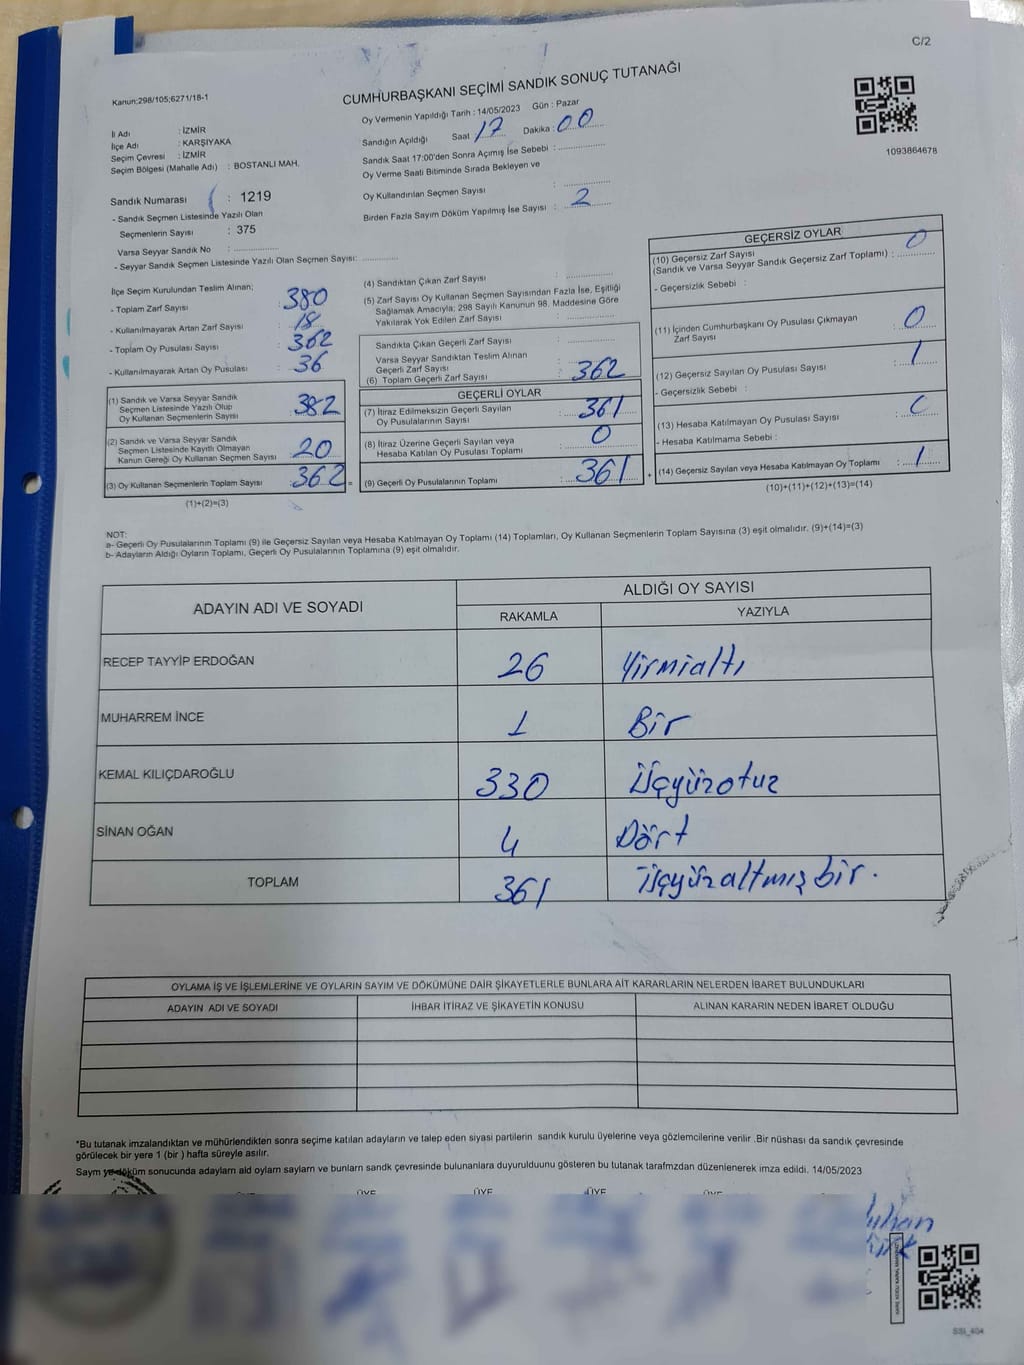 C/2
Kanun:298/105;6271/18-1
CUMHURBAŞKANI SEÇİMİ SANDIK SONUÇ TUTANAĞI
Oy Vermenin Yapıldığı Tarih : 14/05/2023 Gün : Pazar
İl Adı : İZMİR
İlçe Adı : KARŞIYAKA
Seçim Çevresi : İZMİR
Seçim Bölgesi (Mahalle Adı) : BOSTANLI MAH.
Sandığın Açıldığı Saat 17 Dakika : 00
Sandık Saat 17:00'den Sonra Açımış İse Sebebi :
Oy Verme Saati Bitiminde Sırada Bekleyen ve
Oy Kullandırılan Seçmen Sayısı :
Birden Fazla Sayım Döküm Yapılmış İse Sayısı : 2
1093864678
Sandık Numarası : 1219
- Sandık Seçmen Listesinde Yazılı Olan
Seçmenlerin Sayısı : 375
Varsa Seyyar Sandık No :
- Seyyar Sandık Seçmen Listesinde Yazılı Olan Seçmen Sayısı:
İlçe Seçim Kurulundan Teslim Alınan;
- Toplam Zarf Sayısı : 380
- Kullanılmayarak Artan Zarf Sayısı : 18
- Toplam Oy Pusulası Sayısı : 362
- Kullanılmayarak Artan Oy Pusulası : 36
(1) Sandık ve Varsa Seyyar Sandık
Seçmen Listesinde Yazılı Olup
Oy Kullanan Seçmenlerin Sayısı : 382
(2) Sandık ve Varsa Seyyar Sandık
Seçmen Listesinde Kayıtlı Olmayan
Kanun Gereği Oy Kullanan Seçmen Sayısı : 20
(3) Oy Kullanan Seçmenlerin Toplam Sayısı : 362 =
(1)+(2)=(3)
(4) Sandıktan Çıkan Zarf Sayısı :
(5) Zarf Sayısı Oy Kullanan Seçmen Sayısından Fazla İse, Eşitliği
Sağlamak Amacıyla; 298 Sayılı Kanunun 98. Maddesine Göre
Yakılarak Yok Edilen Zarf Sayısı :
Sandıkta Çıkan Geçerli Zarf Sayısı :
Varsa Seyyar Sandıktan Teslim Alınan
Geçerli Zarf Sayısı :
(6) Toplam Geçerli Zarf Sayısı : 362
GEÇERLİ OYLAR
(7) İtiraz Edilmeksizin Geçerli Sayılan
Oy Pusulasının Sayısı : 361
(8) İtiraz Üzerine Geçerli Sayılan veya
Hesaba Katılan Oy Pusulası Toplamı : 0
(9) Geçerli Oy Pusulalarının Toplamı : 361 +
GEÇERSİZ OYLAR
(10) Geçersiz Zarf Sayısı
(Sandık ve Varsa Seyyar Sandık Geçersiz Zarf Toplamı) : 0
- Geçersizlik Sebebi :
(11) İçinden Cumhurbaşkanı Oy Pusulası Çıkmayan
Zarf Sayısı : 0
(12) Geçersiz Sayılan Oy Pusulası Sayısı : 1
- Geçersizlik Sebebi :
(13) Hesaba Katılmayan Oy Pusulası Sayısı :
- Hesaba Katılmama Sebebi :
(14) Geçersiz Sayılan veya Hesaba Katılmayan Oy Toplamı : 1
(10)+(11)+(12)+(13)=(14)
NOT:
a- Geçerli Oy Pusulalarının Toplamı (9) ile Geçersiz Sayılan veya Hesaba Katılmayan Oy Toplamı (14) Toplamları, Oy Kullanan Seçmenlerin Toplam Sayısına (3) eşit olmalıdır. (9)+(14)=(3)
b- Adayların Aldığı Oyların Toplamı, Geçerli Oy Pusulalarının Toplamına (9) eşit olmalıdır.
ADAYIN ADI VE SOYADI
ALDIĞI OY SAYISI
RAKAMLA YAZIYLA
RECEP TAYYİP ERDOĞAN 26 Yirmialtı
MUHARREM İNCE 1 Bir
KEMAL KILIÇDAROĞLU 330 Üçyüzotuz
SİNAN OĞAN 4 Dört
TOPLAM 361 üçyüzaltmış bir.
OYLAMA İŞ VE İŞLEMLERİNE VE OYLARIN SAYIM VE DÖKÜMÜNE DAİR ŞİKAYETLERLE BUNLARA AİT KARARLARIN NELERDEN İBARET BULUNDUKLARI
ADAYIN ADI VE SOYADI İHBAR İTİRAZ VE ŞİKAYETİN KONUSU ALINAN KARARIN NEDEN İBARET OLDUĞU
*Bu tutanak imzalandıktan ve mühürlendikten sonra seçime katılan adayların ve talep eden siyasi partilerin sandık kurulu üyelerine veya gözlemcilerine verilir .Bir nüshası da sandık çevresinde
görülecek bir yere 1 (bir ) hafta süreyle asılır.
Sayım ve döküm sonucunda adayların ald oyların sayların ve bunların sandk çevresinde bulunanlara duyurulduunu gösteren bu tutanak tarafmzdan düzenlenerek imza edildi. 14/05/2023
ÜYE ÜYE ÜYE ÜYE
SSİ_404